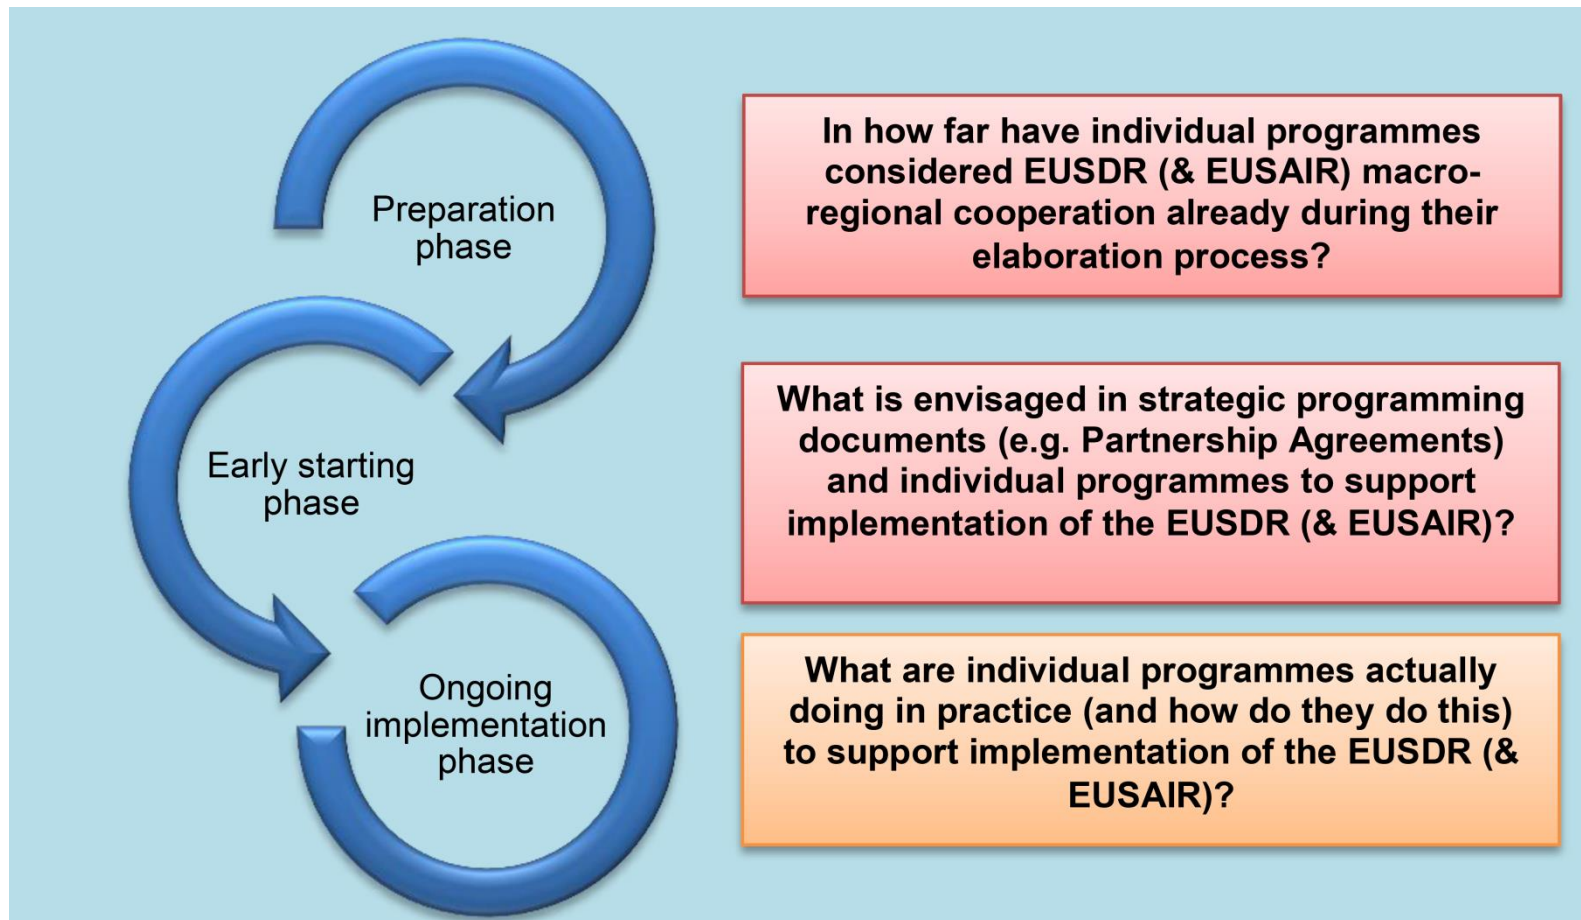 Preparation
phase
In how far have individual programmes
considered EUSDR (& EUSAIR) macro-
regional cooperation already during their
elaboration process?
Early starting
phase
What is envisaged in strategic programming
documents (e.g. Partnership Agreements)
and individual programmes to support
implementation of the EUSDR (& EUSAIR)?
Ongoing
implementation
phase
What are individual programmes actually
doing in practice (and how do they do this)
to support implementation of the EUSDR (&
EUSAIR)?